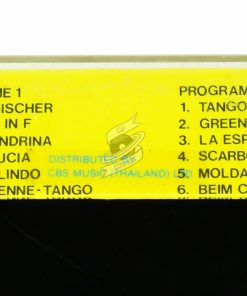 ME 1
ISCHER
IN F
NDRINA
UCIA
LINDO
ENNE-TANGO
DISTRIBUTED BY
CBS MUSIC (THAILAND) LTD
PROGRAM
1. TANGO
2. GREEN
3. LA ESP
4. SCARBO
5. MOLDA
6. BEIM C